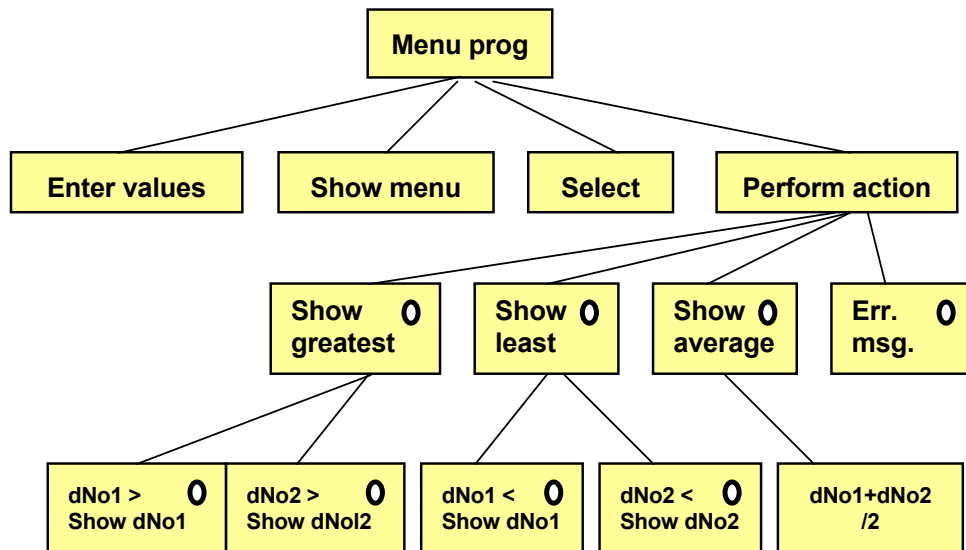 Menu prog
Enter values
Show menu
Select
Perform action
Show
greatest
Show
least
Show
average
Err.
msg.
dNo1 >
Show dNo1
dNo2 >
Show dNol2
dNo1 <
Show dNo1
dNo2 <
Show dNo2
dNo1+dNo2
/2